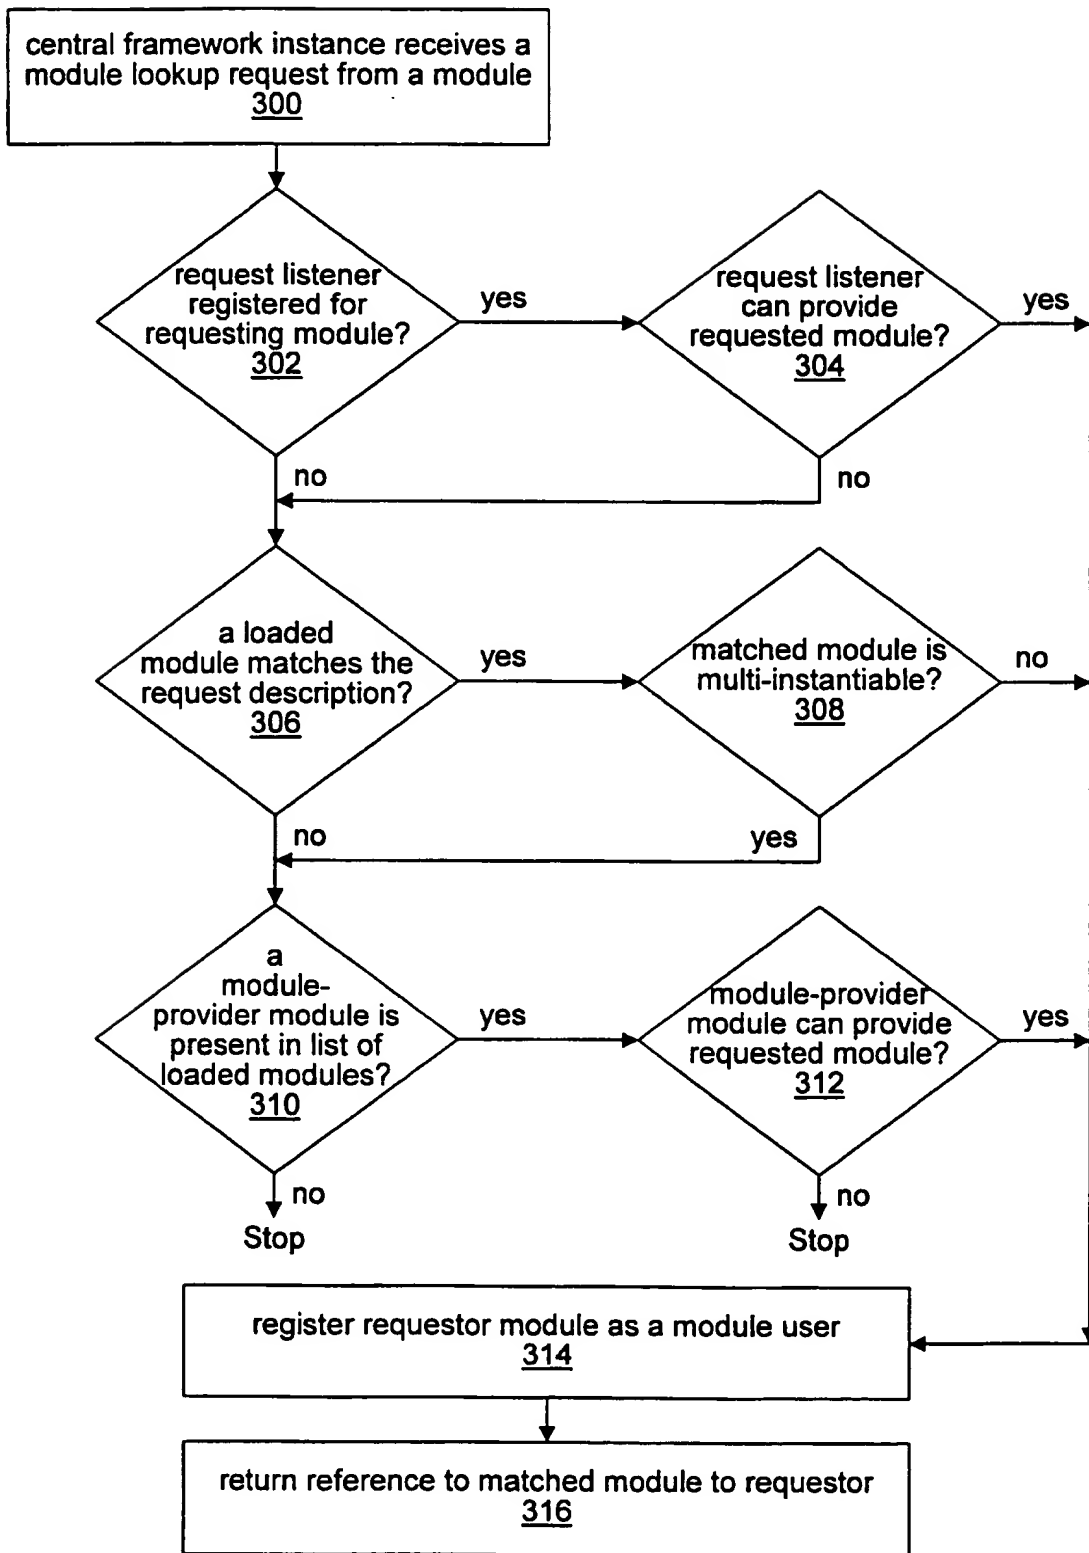 central framework instance receives a
module lookup request from a module
300
request listener
registered for
requesting module?
302
yes
request listener
can provide
requested module?
304
yes
no
no
a loaded
module matches the
request description?
306
yes
matched module is
multi-instantiable?
308
no
no
yes
a
module-
provider module is
present in list of
loaded modules?
310
yes
module-provider
module can provide
requested module?
312
yes
no
Stop
no
Stop
register requestor module as a module user
314
return reference to matched module to requestor
316